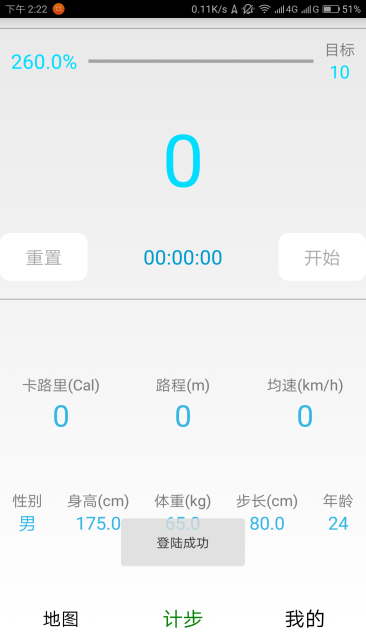 下午 2:22 0.11K/s 4G G 51%
目标
260.0% 10
0
重置 00:00:00 开始
卡路里(Cal) 路程(m) 均速(km/h)
0 0 0
性别 身高(cm) 体重(kg) 步长(cm) 年龄
男 175.0 65.0 80.0 24
登陆成功
地图 计步 我的